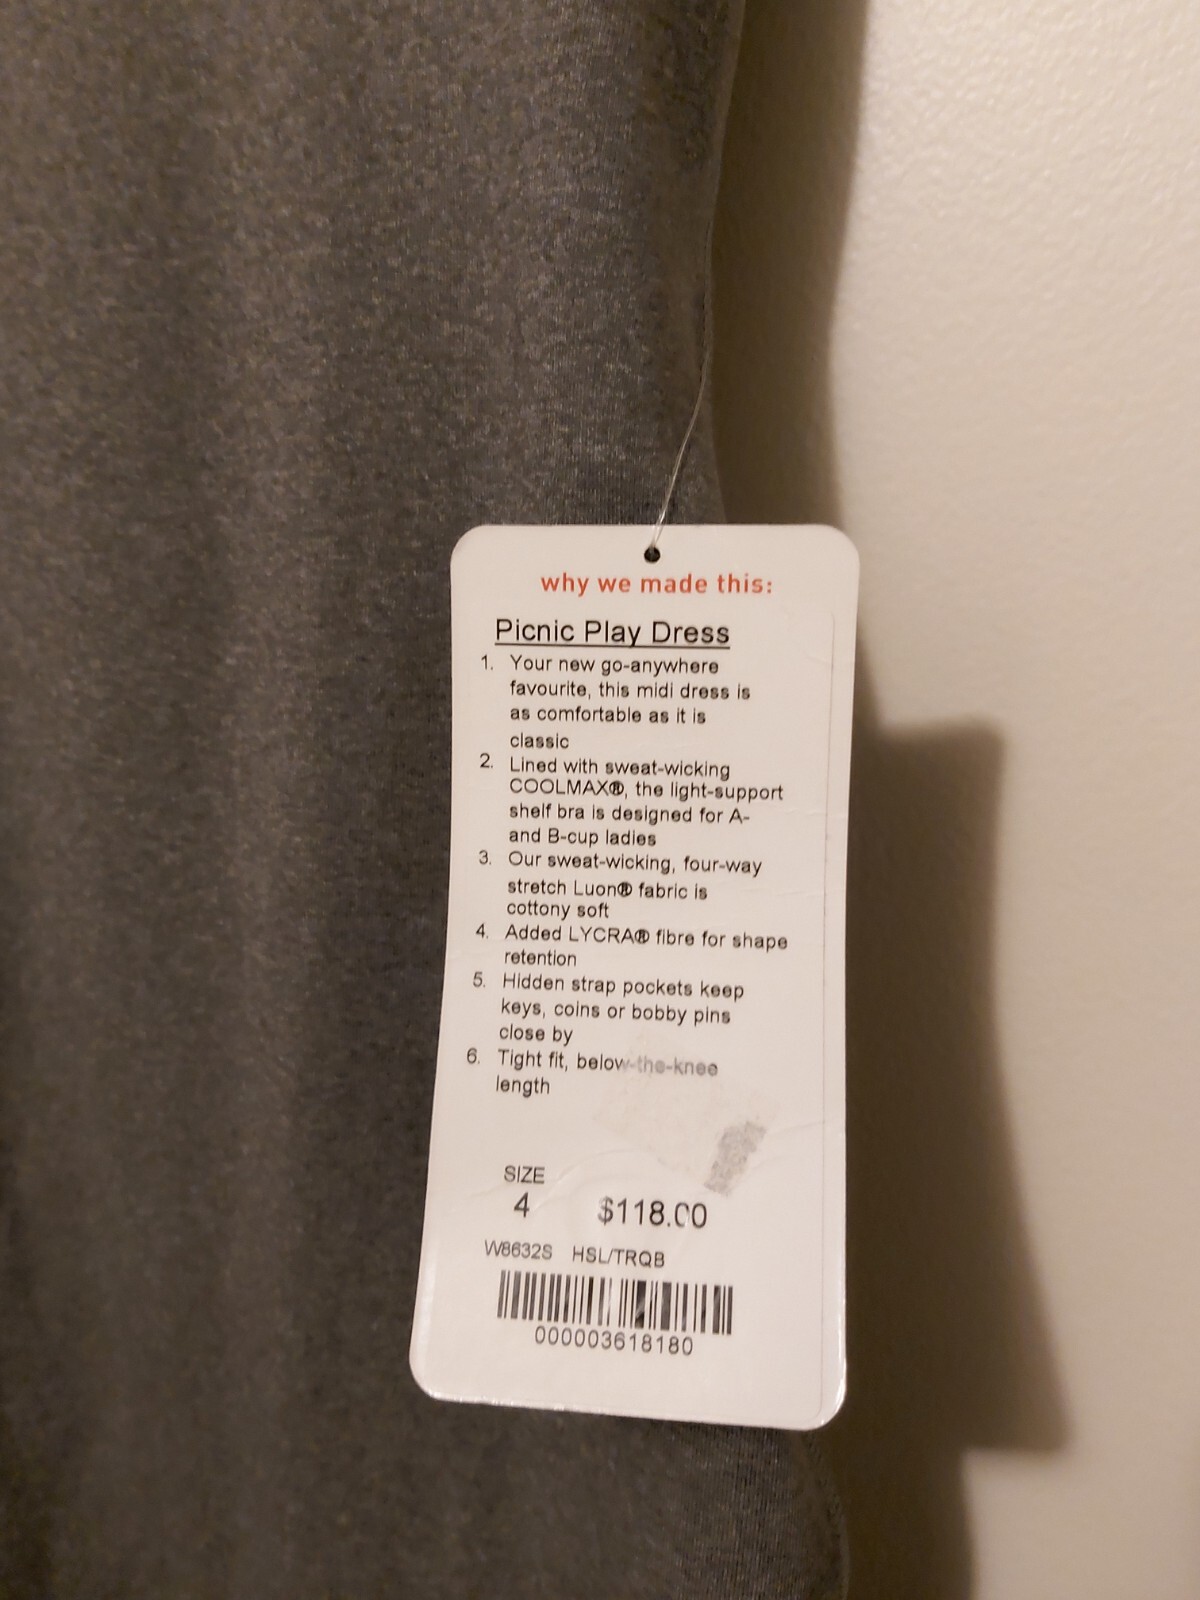 why we made this:
Picnic Play Dress
1. Your new go-anywhere
favourite, this midi dress is
as comfortable as it is
classic
2. Lined with sweat-wicking
COOLMAX®, the light-support
shelf bra is designed for A-
and B-cup ladies
3. Our sweat-wicking, four-way
stretch Luon® fabric is
cottony soft
4. Added LYCRA® fibre for shape
retention
5. Hidden strap pockets keep
keys, coins or bobby pins
close by
6. Tight fit, below-the-knee
length
SIZE
4 $118.00
W8632S HSL/TRQB
000003618180